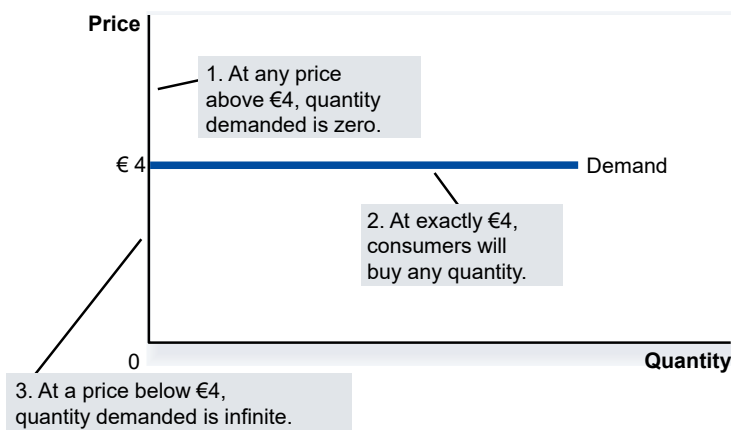 Price
1. At any price
above €4, quantity
demanded is zero.
€ 4
Demand
2. At exactly €4,
consumers will
buy any quantity.
0
Quantity
3. At a price below €4,
quantity demanded is infinite.